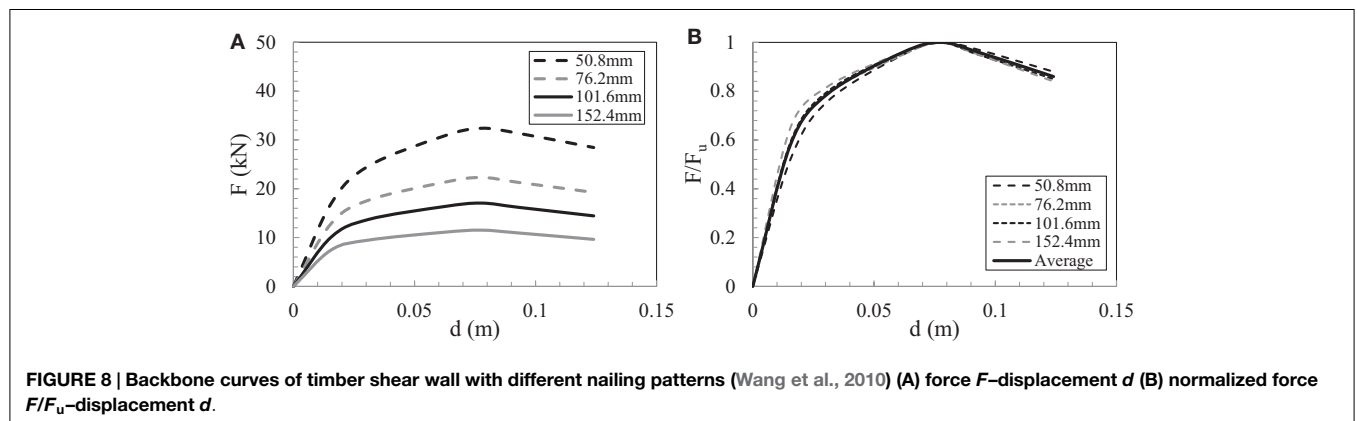 A
50
40
30
20
10
0
F (kN)
50.8mm
76.2mm
101.6mm
152.4mm
0 0.05 0.1 0.15
d (m)
B
1
0.8
0.6
0.4
0.2
0
F/Fu
50.8mm
76.2mm
101.6mm
152.4mm
Average
0 0.05 0.1 0.15
d (m)
FIGURE 8 | Backbone curves of timber shear wall with different nailing patterns (Wang et al., 2010) (A) force F–displacement d (B) normalized force
F/Fu–displacement d.